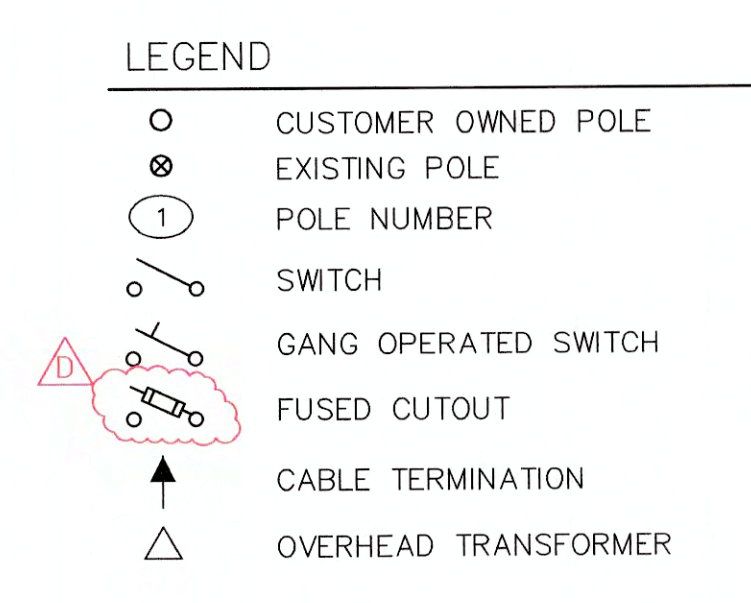 LEGEND
CUSTOMER OWNED POLE
EXISTING POLE
1 POLE NUMBER
SWITCH
GANG OPERATED SWITCH
D
FUSED CUTOUT
CABLE TERMINATION
OVERHEAD TRANSFORMER